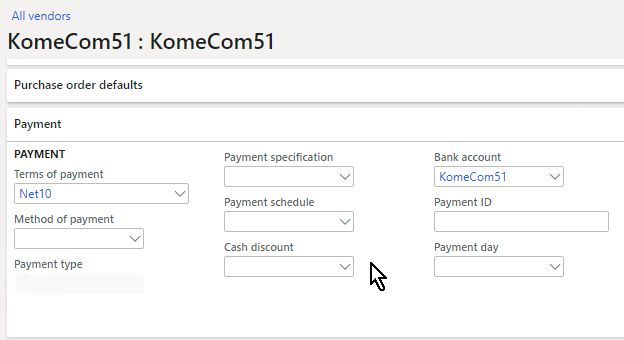 All vendors
KomeCom51 : KomeCom51
Purchase order defaults
Payment
PAYMENT
Terms of payment
Net10
Method of payment
Payment type
Payment specification
Payment schedule
Cash discount
Bank account
KomeCom51
Payment ID
Payment day